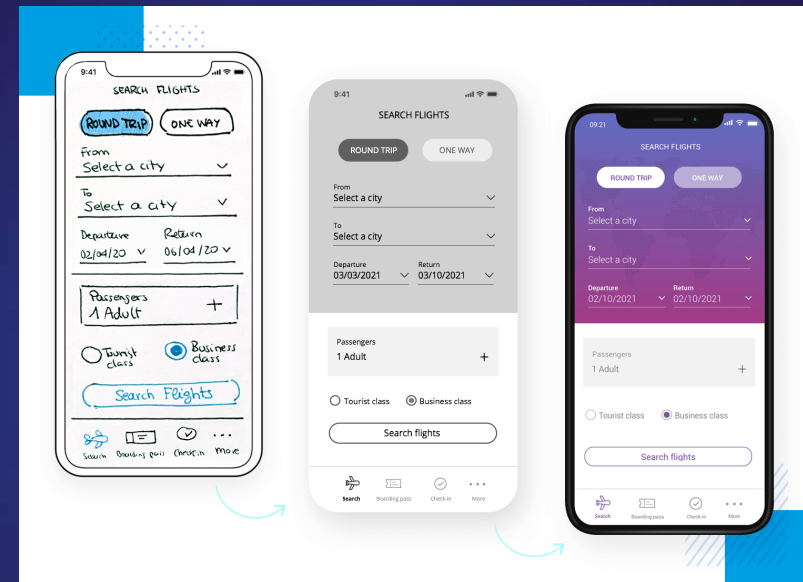 9:41
SEARCH FLIGHTS
ROUND TRIP ONE WAY
From
Select a city
To
Select a city
Departure Return
02/04/20 06/04/20
Passengers
1 Adult
Tourist class Business class
Search Flights
Search Boarding pass Check-in More
9:41
SEARCH FLIGHTS
ROUND TRIP ONE WAY
From
Select a city
To
Select a city
Departure Return
03/03/2021 03/10/2021
Passengers
1 Adult
Tourist class Business class
Search flights
Search Boarding pass Check-in More
09:21
SEARCH FLIGHTS
ROUND TRIP ONE WAY
From
Select a city
To
Select a city
Departure Return
02/10/2021 02/10/2021
Passengers
1 Adult
Tourist class Business class
Search flights
Search Boarding pass Check-in More